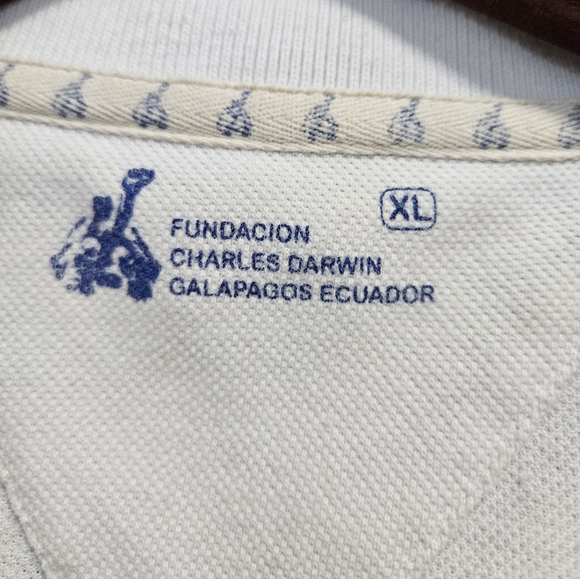 XL
FUNDACION
CHARLES DARWIN
GALAPAGOS ECUADOR